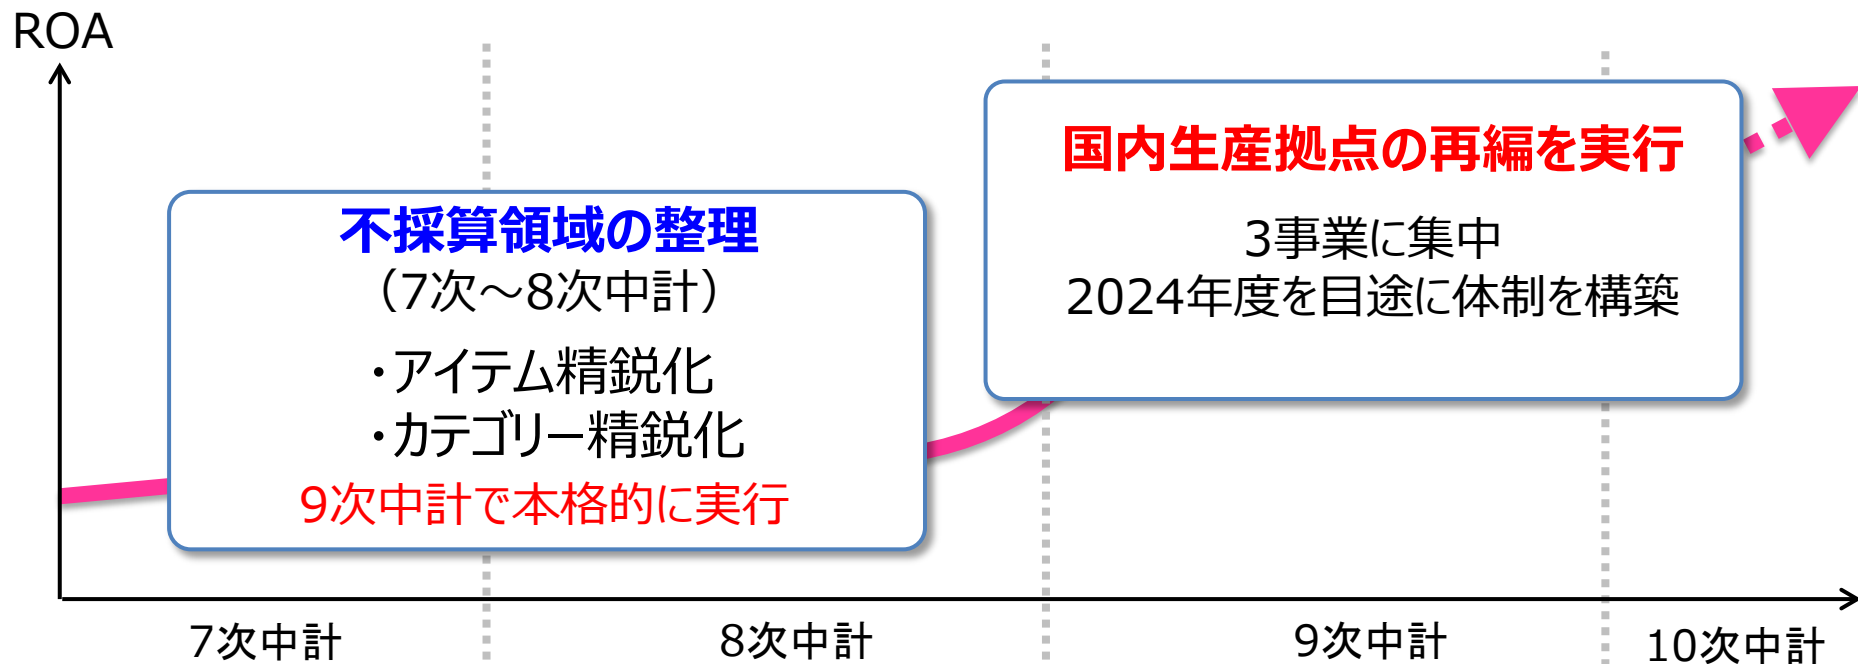 ROA
国内生産拠点の再編を実行
3事業に集中
2024年度を目途に体制を構築
不採算領域の整理
（7次～8次中計）
・アイテム精鋭化
・カテゴリー精鋭化
9次中計で本格的に実行
7次中計
8次中計
9次中計
10次中計